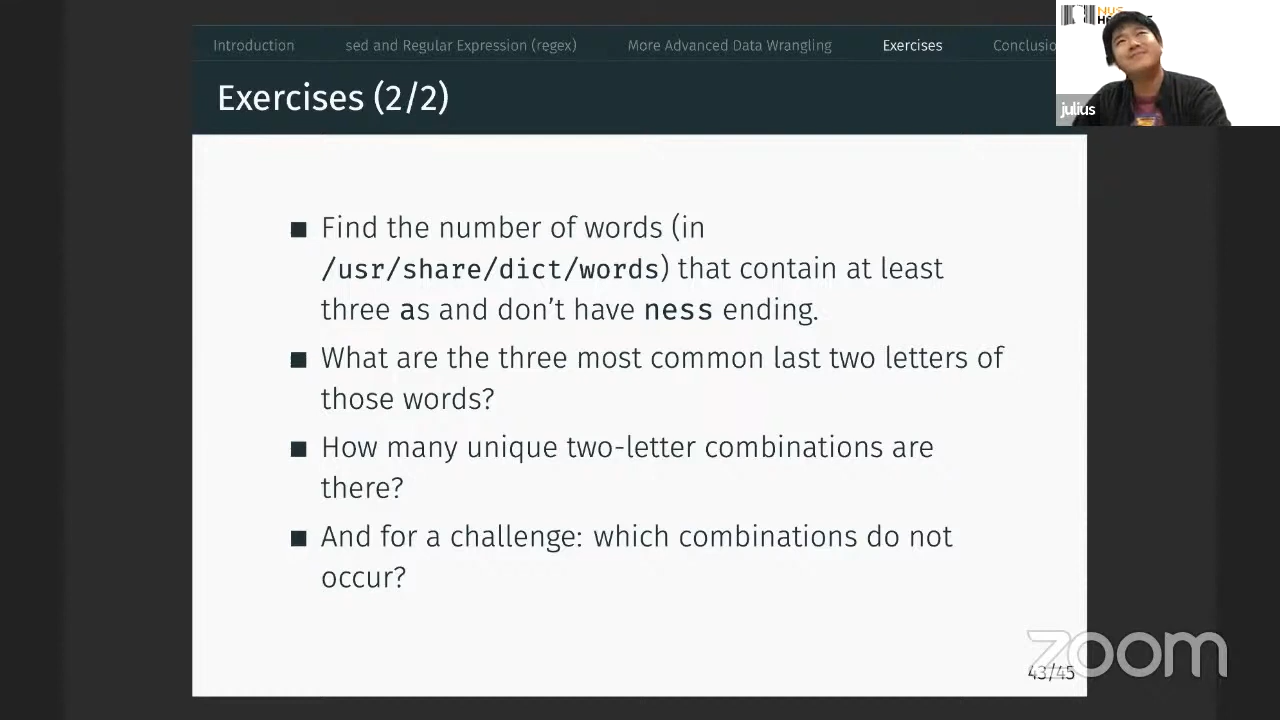 Introduction sed and Regular Expression (regex) More Advanced Data Wrangling Exercises Conclusio
Exercises (2/2)
julius
■ Find the number of words (in
/usr/share/dict/words) that contain at least
three as and don’t have ness ending.
■ What are the three most common last two letters of
those words?
■ How many unique two-letter combinations are
there?
■ And for a challenge: which combinations do not
occur?
zoom
43/45